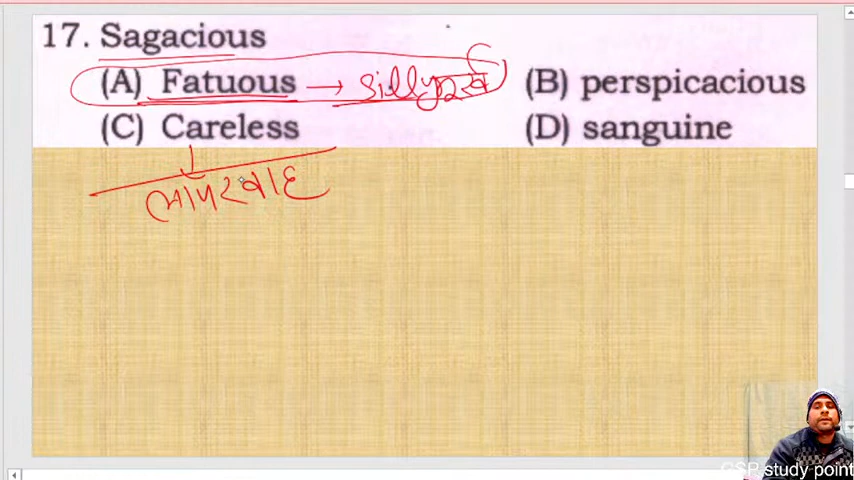 17. Sagacious
(A) Fatuous → silly (B) perspicacious
(C) Careless (D) sanguine
लापरवाह
CSP study point